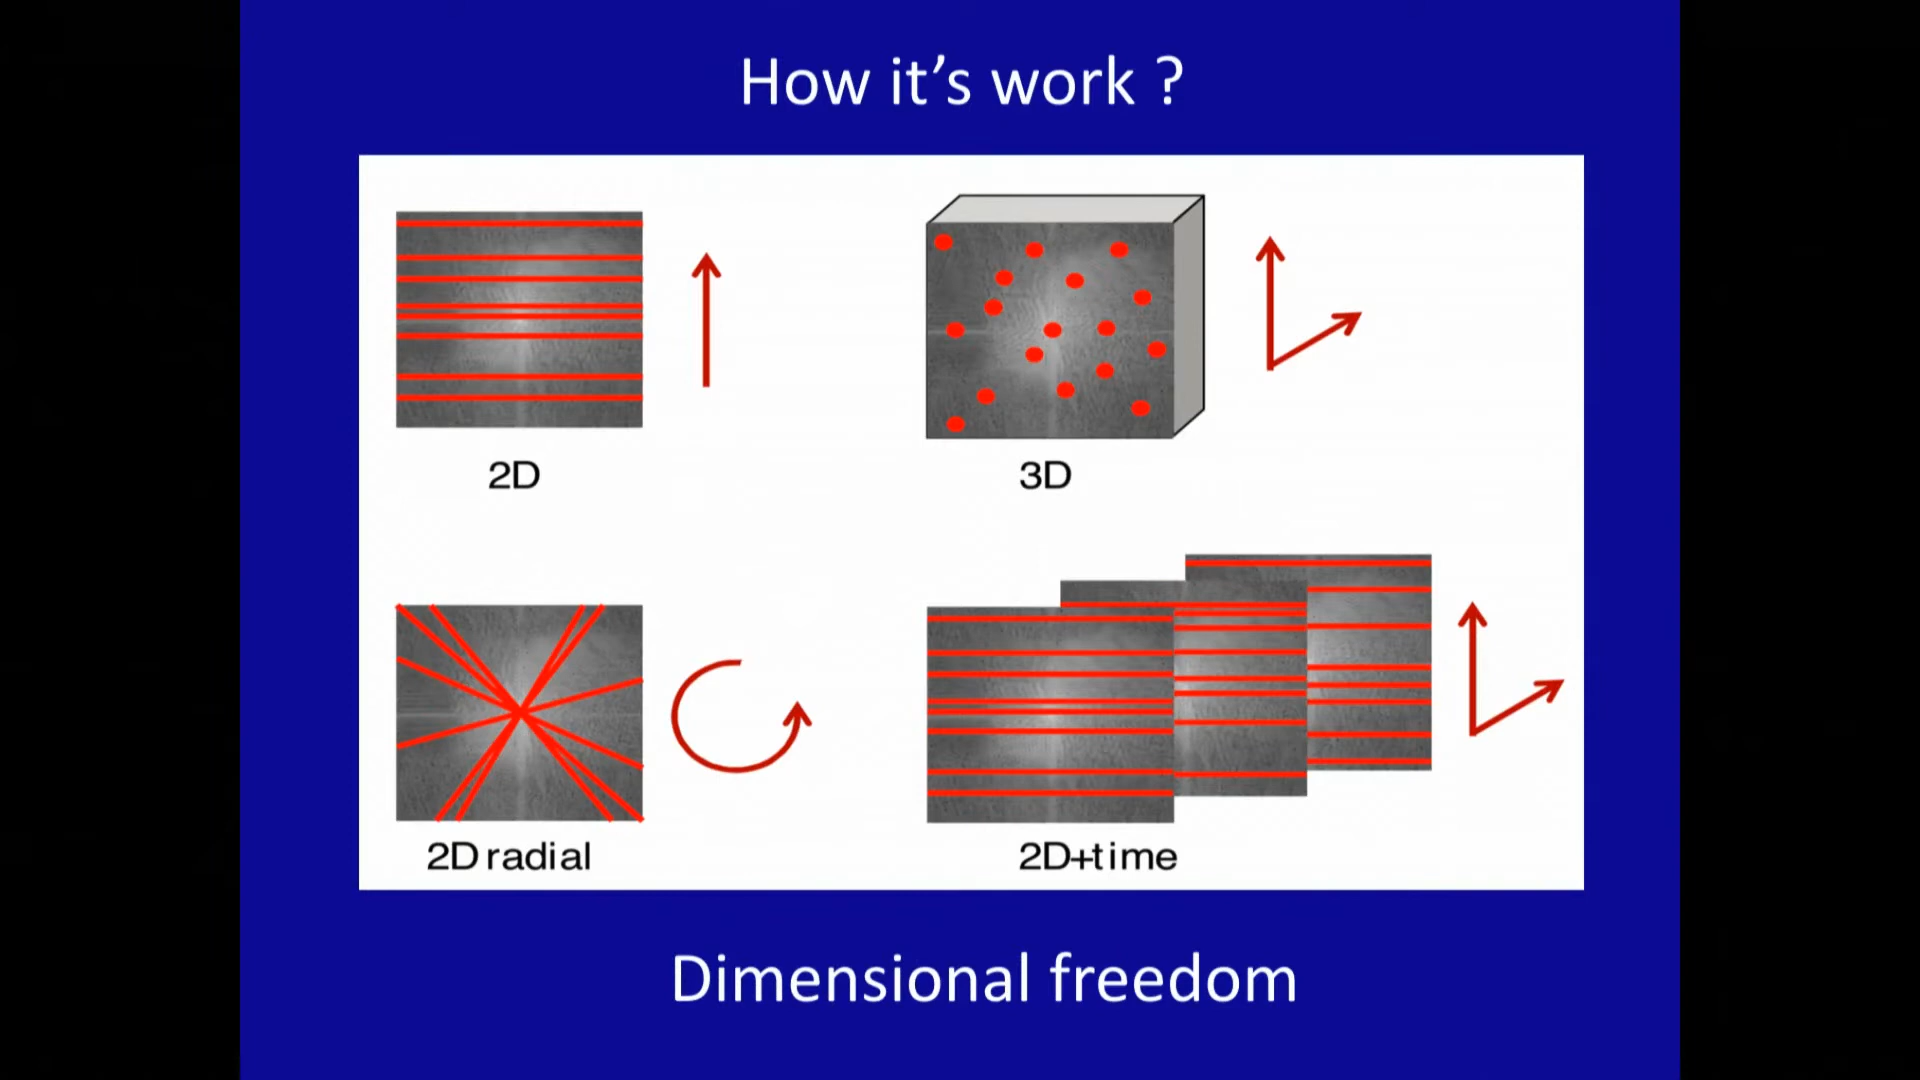 How it’s work ?
2D
3D
2D radial
2D+time
Dimensional freedom